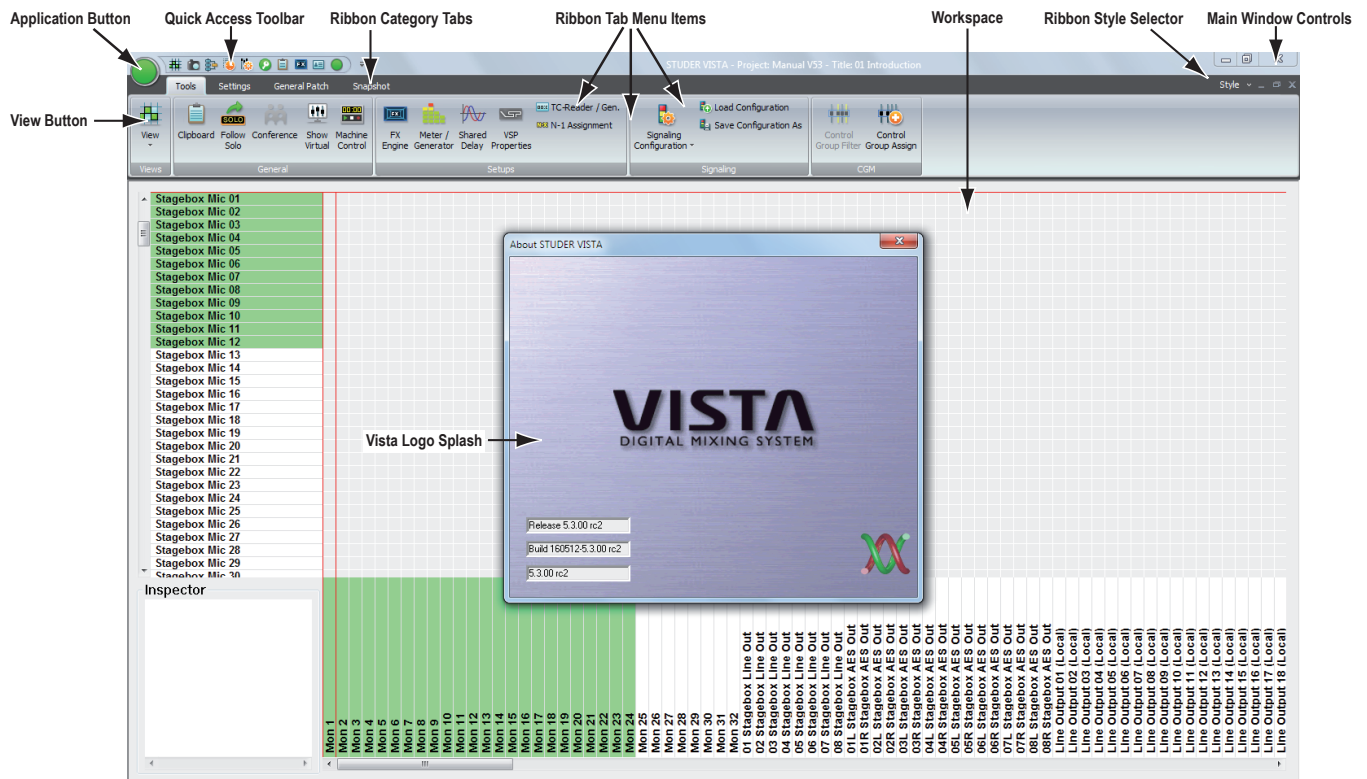 Application Button
Quick Access Toolbar
Ribbon Category Tabs
Ribbon Tab Menu Items
Workspace
Ribbon Style Selector
Main Window Controls
STUDER VISTA - Project: Manual V53 - Title: 01 Introduction
Tools
Settings
General Patch
Snapshot
Style
View Button
View
Clipboard
Follow Solo
SOLO
Conference
Show Virtual
Machine Control
FX
FX Engine
Meter / Generator
Shared Delay
VSP Properties
TC-Reader / Gen.
N-1 Assignment
Signaling Configuration
Load Configuration
Save Configuration As
Control Group Filter
Control Group Assign
Views
General
Setups
Signaling
CGM
Stagebox Mic 01
Stagebox Mic 02
Stagebox Mic 03
Stagebox Mic 04
Stagebox Mic 05
Stagebox Mic 06
Stagebox Mic 07
Stagebox Mic 08
Stagebox Mic 09
Stagebox Mic 10
Stagebox Mic 11
Stagebox Mic 12
Stagebox Mic 13
Stagebox Mic 14
Stagebox Mic 15
Stagebox Mic 16
Stagebox Mic 17
Stagebox Mic 18
Stagebox Mic 19
Stagebox Mic 20
Stagebox Mic 21
Stagebox Mic 22
Stagebox Mic 23
Stagebox Mic 24
Stagebox Mic 25
Stagebox Mic 26
Stagebox Mic 27
Stagebox Mic 28
Stagebox Mic 29
Stagebox Mic 30
About STUDER VISTA
VISTA
DIGITAL MIXING SYSTEM
Vista Logo Splash
Release 5.3.00 rc2
Build 160512-5.3.00 rc2
5.3.00 rc2
Inspector
Mon 1
Mon 2
Mon 3
Mon 4
Mon 5
Mon 6
Mon 7
Mon 8
Mon 9
Mon 10
Mon 11
Mon 12
Mon 13
Mon 14
Mon 15
Mon 16
Mon 17
Mon 18
Mon 19
Mon 20
Mon 21
Mon 22
Mon 23
Mon 24
Mon 25
Mon 26
Mon 27
Mon 28
Mon 29
Mon 30
Mon 31
Mon 32
01 Stagebox LIne Out
02 Stagebox LIne Out
03 Stagebox LIne Out
04 Stagebox LIne Out
05 Stagebox LIne Out
06 Stagebox LIne Out
07 Stagebox LIne Out
08 Stagebox LIne Out
01L Stagebox AES Out
01R Stagebox AES Out
02L Stagebox AES Out
02R Stagebox AES Out
03L Stagebox AES Out
03R Stagebox AES Out
04L Stagebox AES Out
04R Stagebox AES Out
05L Stagebox AES Out
05R Stagebox AES Out
06L Stagebox AES Out
06R Stagebox AES Out
07L Stagebox AES Out
07R Stagebox AES Out
08L Stagebox AES Out
08R Stagebox AES Out
Line Output 01 (Local)
Line Output 02 (Local)
Line Output 03 (Local)
Line Output 04 (Local)
Line Output 05 (Local)
Line Output 06 (Local)
Line Output 07 (Local)
Line Output 08 (Local)
Line Output 09 (Local)
Line Output 10 (Local)
Line Output 11 (Local)
Line Output 12 (Local)
Line Output 13 (Local)
Line Output 14 (Local)
Line Output 15 (Local)
Line Output 16 (Local)
Line Output 17 (Local)
Line Output 18 (Local)